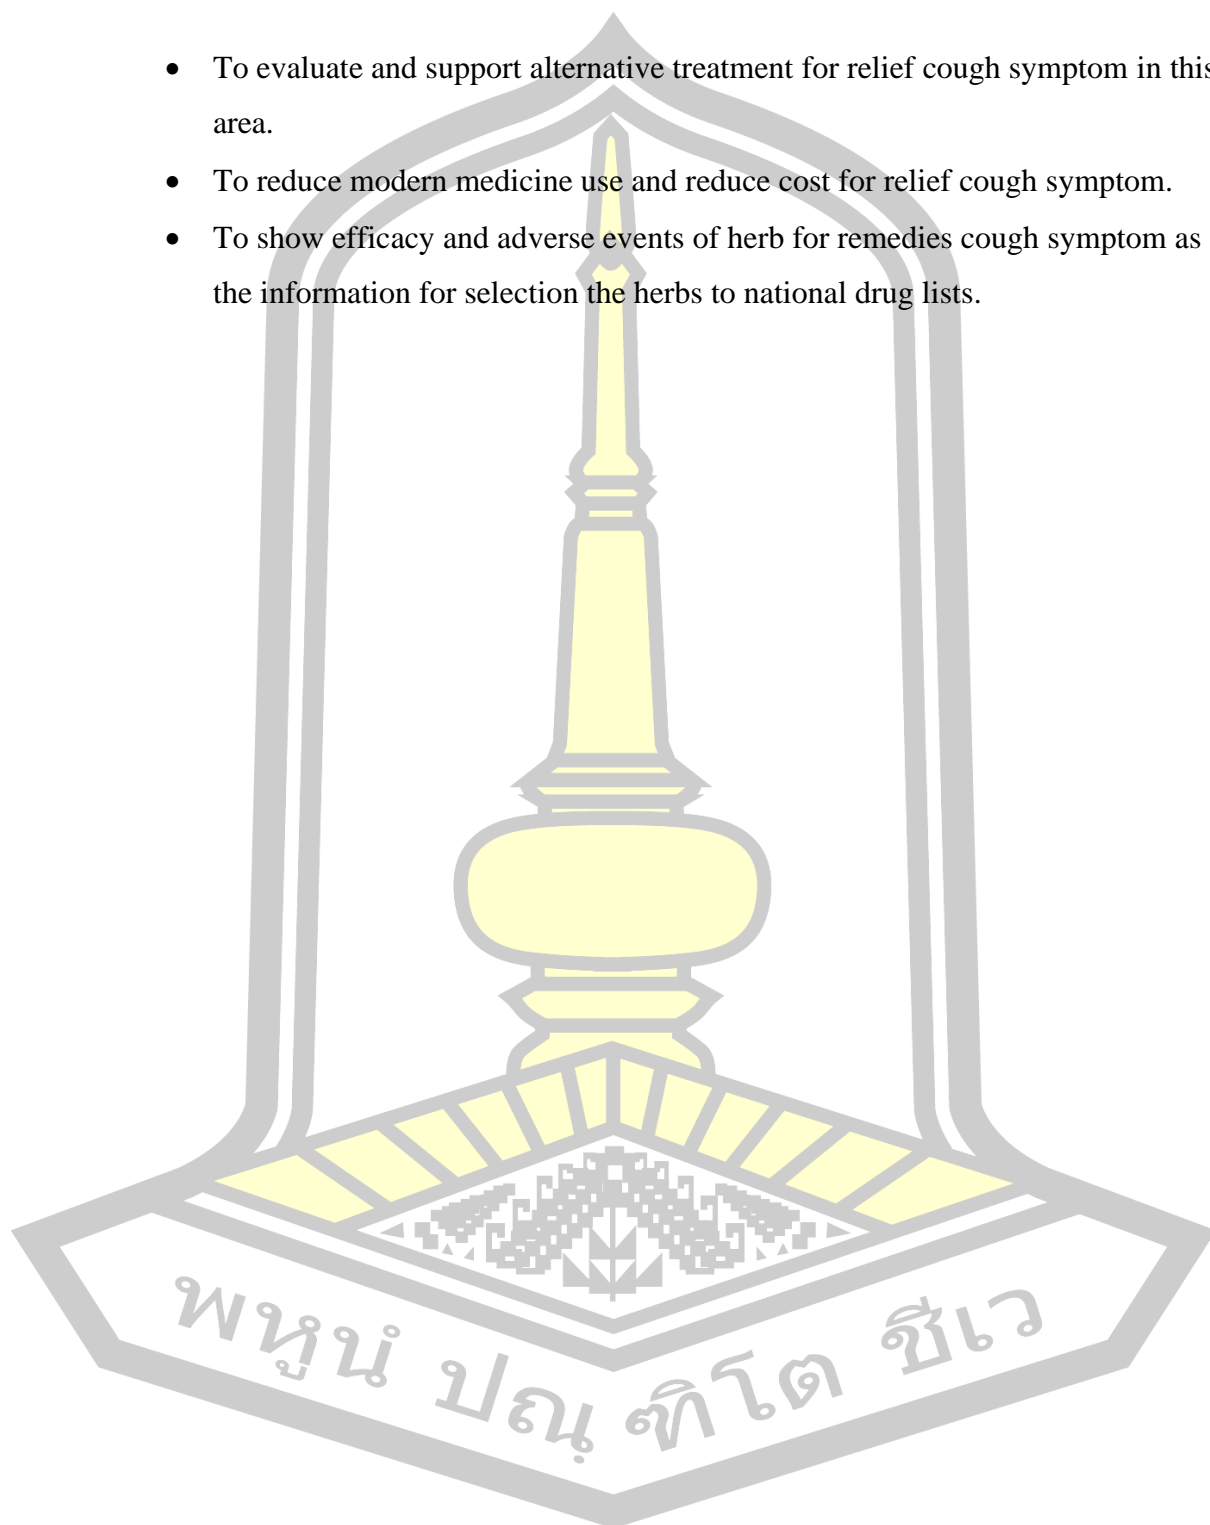 • To evaluate and support alternative treatment for relief cough symptom in this
area.
• To reduce modern medicine use and reduce cost for relief cough symptom.
• To show efficacy and adverse events of herb for remedies cough symptom as
the information for selection the herbs to national drug lists.
พหูนํ ปณฺ ฑิโต ชีเว